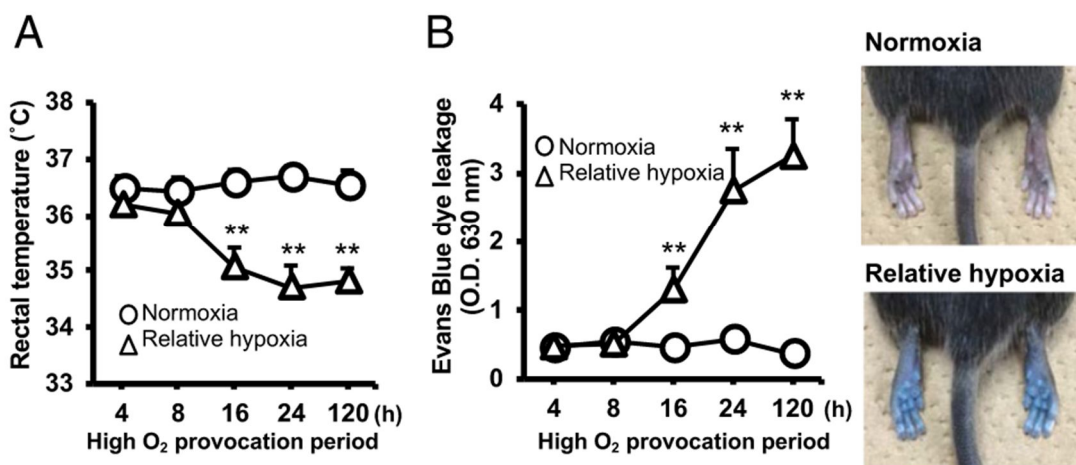 A
Rectal temperature (˚C)
38
37
36
35
34
33
**
**
**
Normoxia
Relative hypoxia
4 8 16 24 120 (h)
High O₂ provocation period
B
Evans Blue dye leakage
(O.D. 630 nm)
4
3
2
1
0
Normoxia
Relative hypoxia
**
**
**
4 8 16 24 120 (h)
High O₂ provocation period
Normoxia
Relative hypoxia